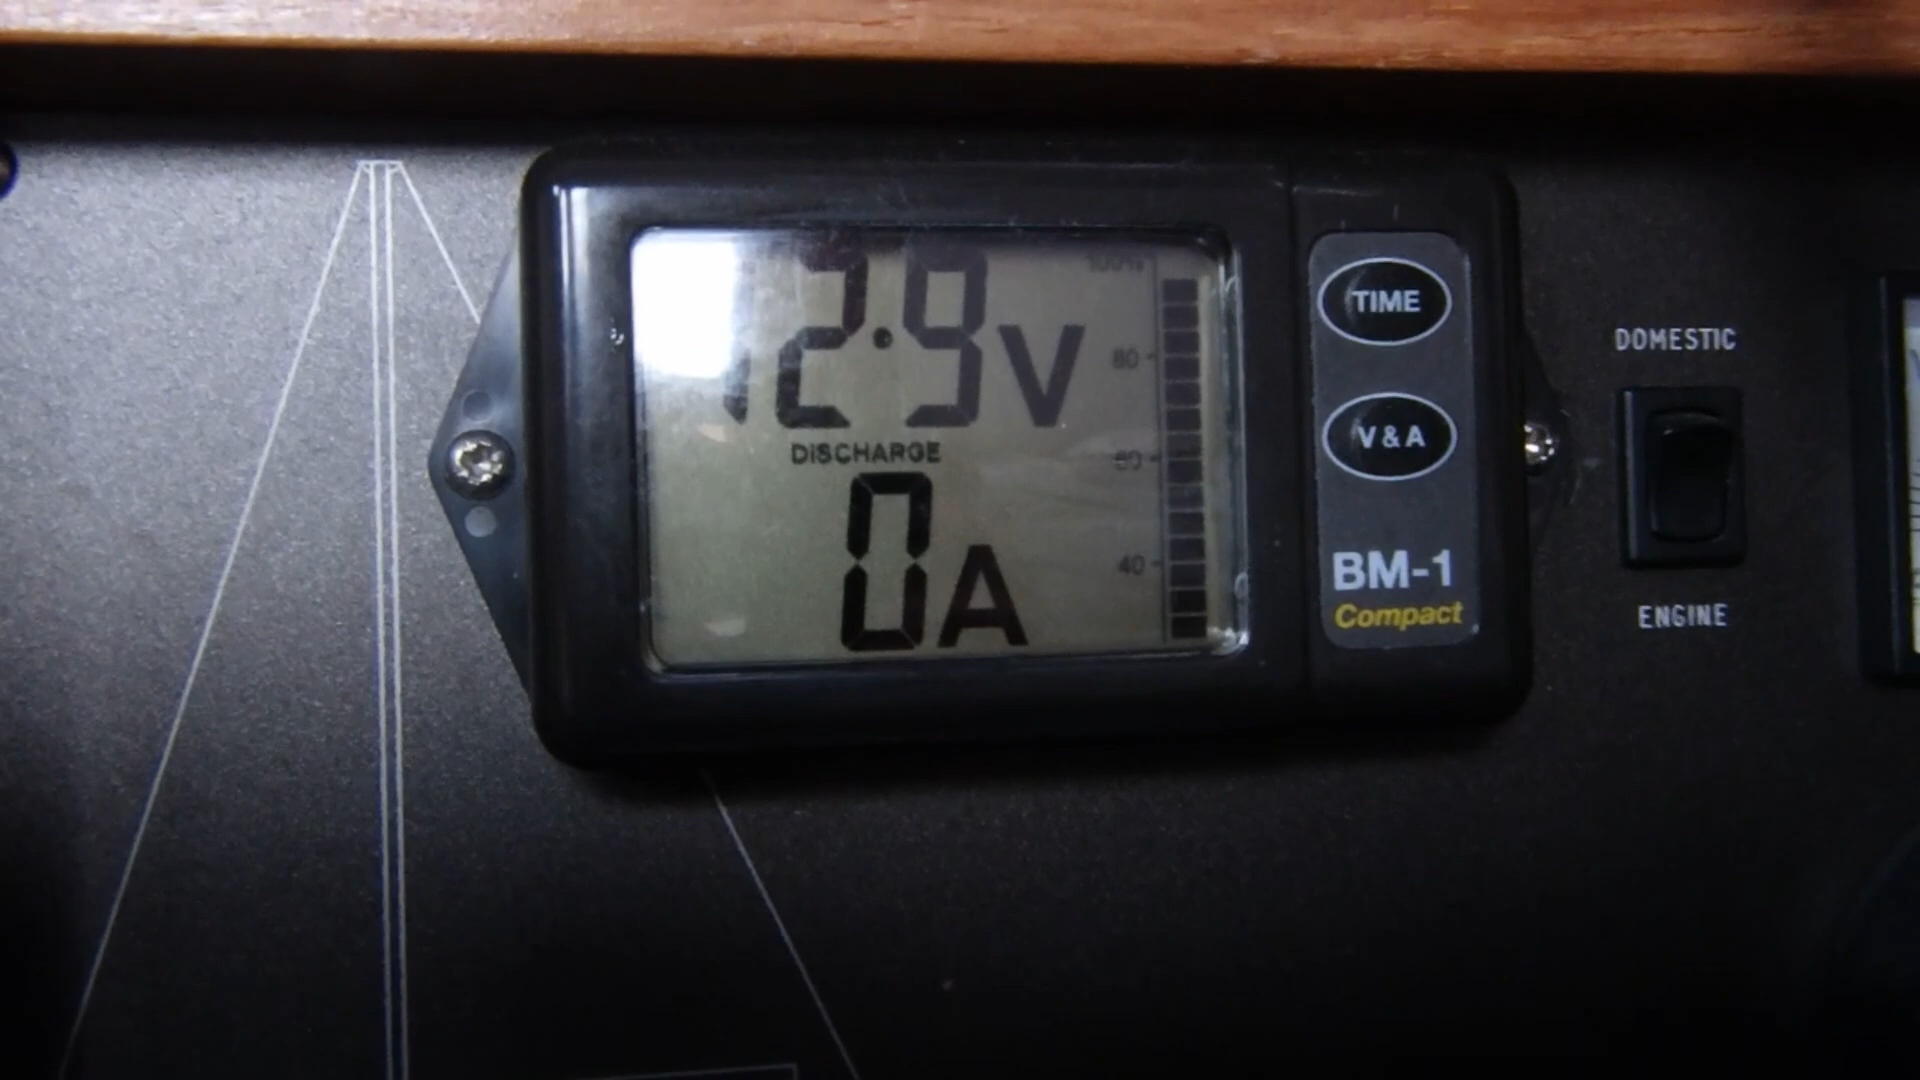 12.9V
DISCHARGE
0A
100%
80
60
40
TIME
V & A
BM-1
Compact
DOMESTIC
ENGINE